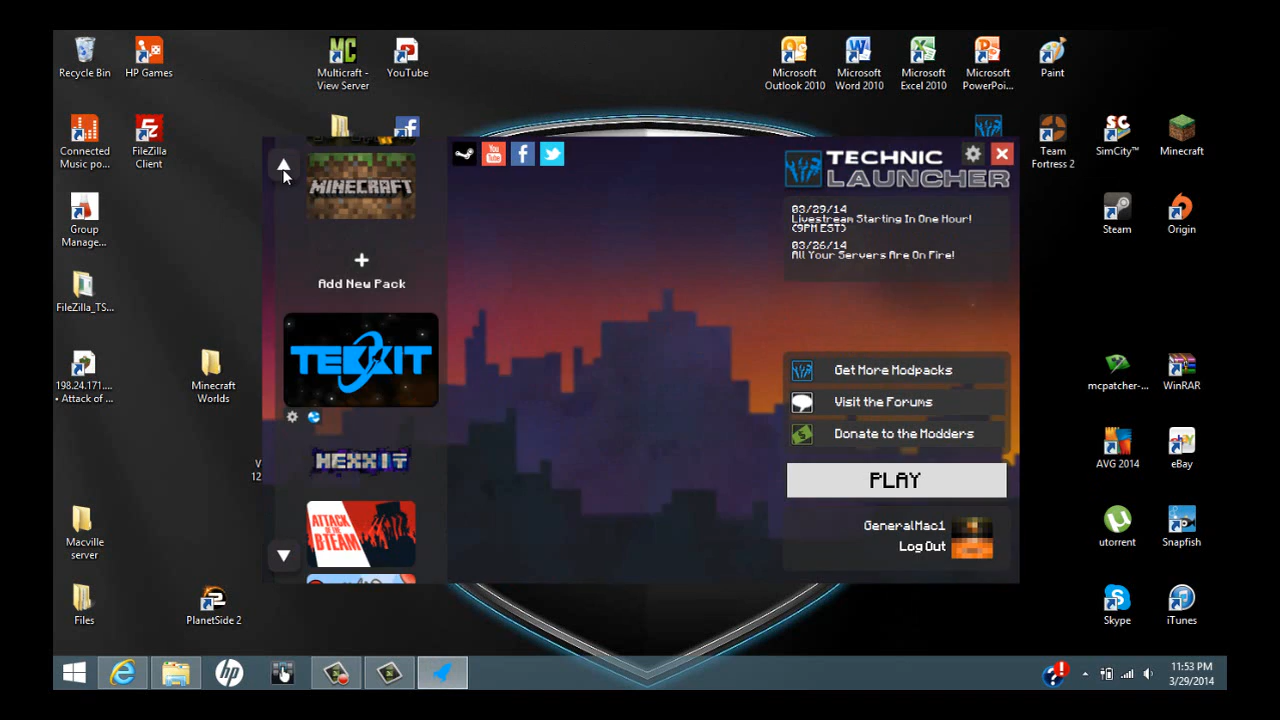 Recycle Bin
HP Games
Multicraft -
View Server
YouTube
Microsoft
Outlook 2010
Microsoft
Word 2010
Microsoft
Excel 2010
Microsoft
PowerPoi...
Paint
Connected
Music po...
FileZilla
Client
Team
Fortress 2
SimCity™
Minecraft
Group
Manage...
Steam
Origin
FileZilla_TS...
198.24.171....
• Attack of ...
Minecraft
Worlds
mcpatcher-...
WinRAR
AVG 2014
eBay
V
12
Macville
server
utorrent
Snapfish
Files
PlanetSide 2
Skype
iTunes
MINECRAFT
Add New Pack
TEKKIT
HEXXIT
ATTACK
OF THE
BTEAM
You
Tube
TECHNIC
LAUNCHER
03/29/14
Livestream Starting In One Hour!
(9PM EST)
03/26/14
All Your Servers Are On Fire!
Get More Modpacks
Visit the Forums
Donate to the Modders
PLAY
GeneralMac1
Log Out
11:53 PM
3/29/2014